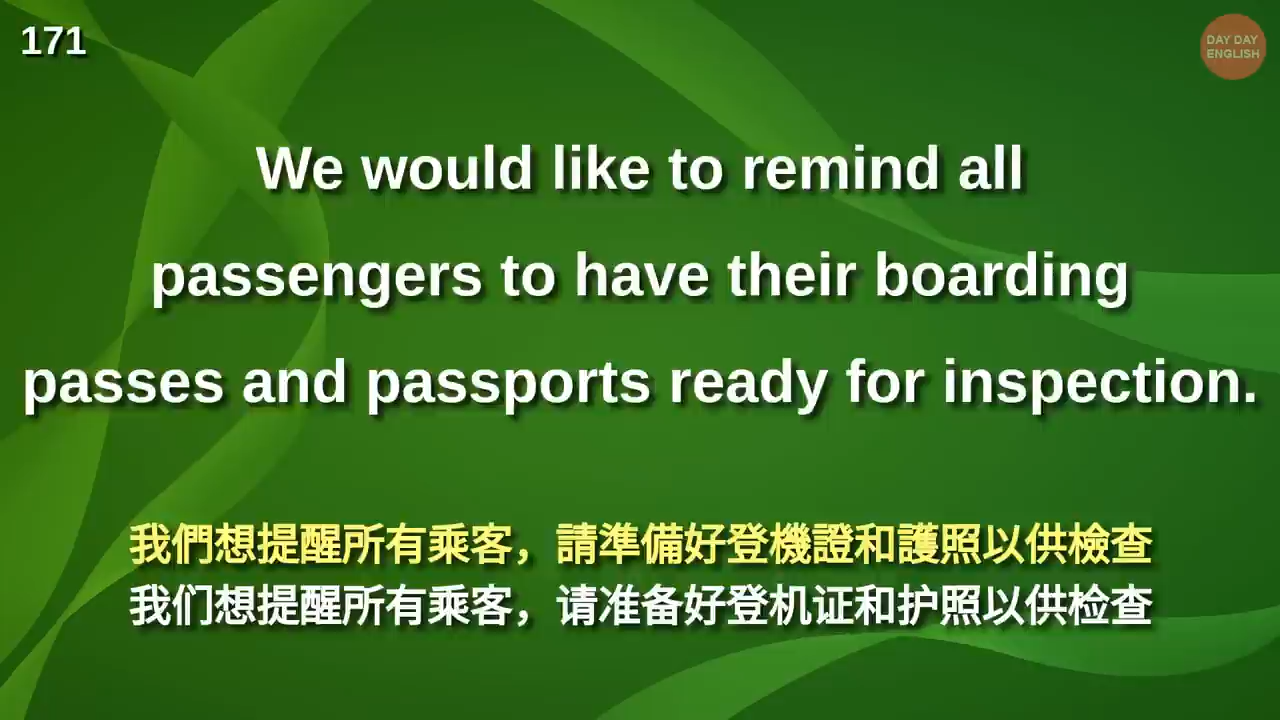 171
DAY DAY
ENGLISH
We would like to remind all
passengers to have their boarding
passes and passports ready for inspection.
我們想提醒所有乘客，請準備好登機證和護照以供檢查
我们想提醒所有乘客，请准备好登机证和护照以供检查